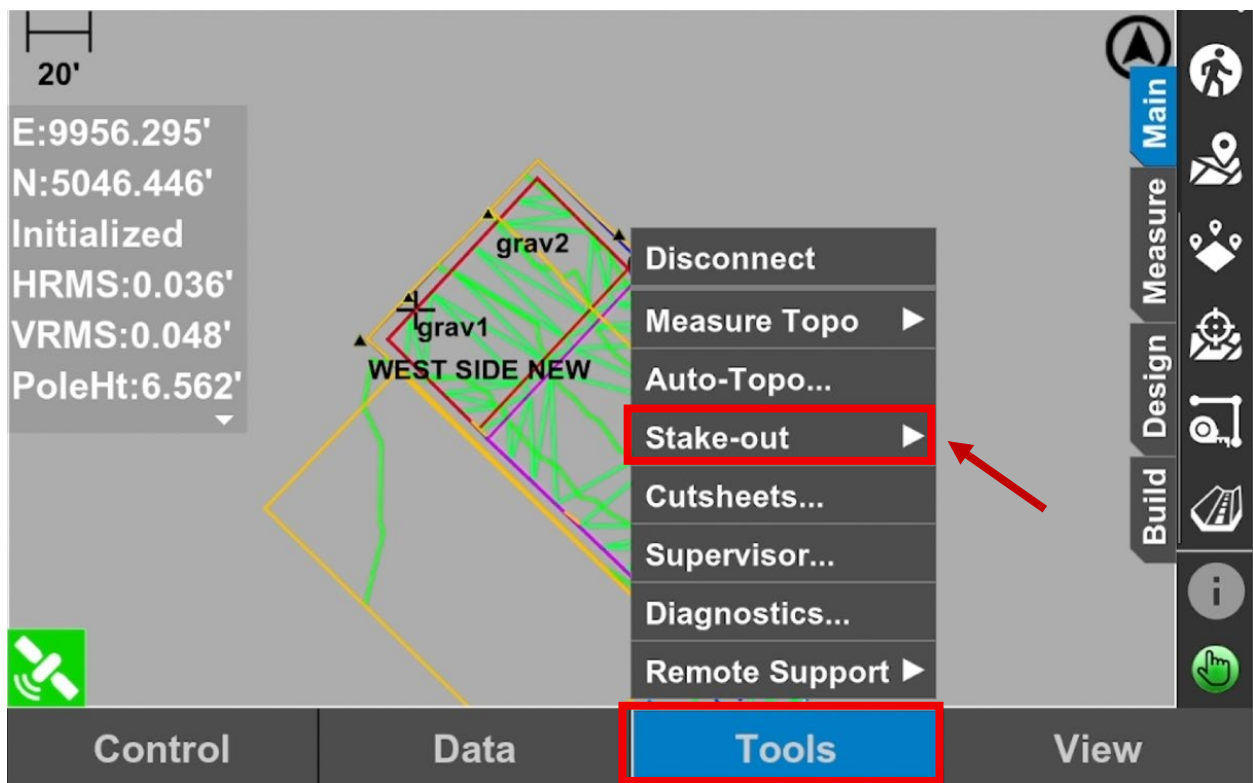 20'
E:9956.295'
N:5046.446'
Initialized
HRMS:0.036'
VRMS:0.048'
PoleHt:6.562'
grav2
grav1
WEST SIDE NEW
Disconnect
Measure Topo
Auto-Topo...
Stake-out
Cutsheets...
Supervisor...
Diagnostics...
Remote Support
Main
Measure
Design
Build
i
Control
Data
Tools
View